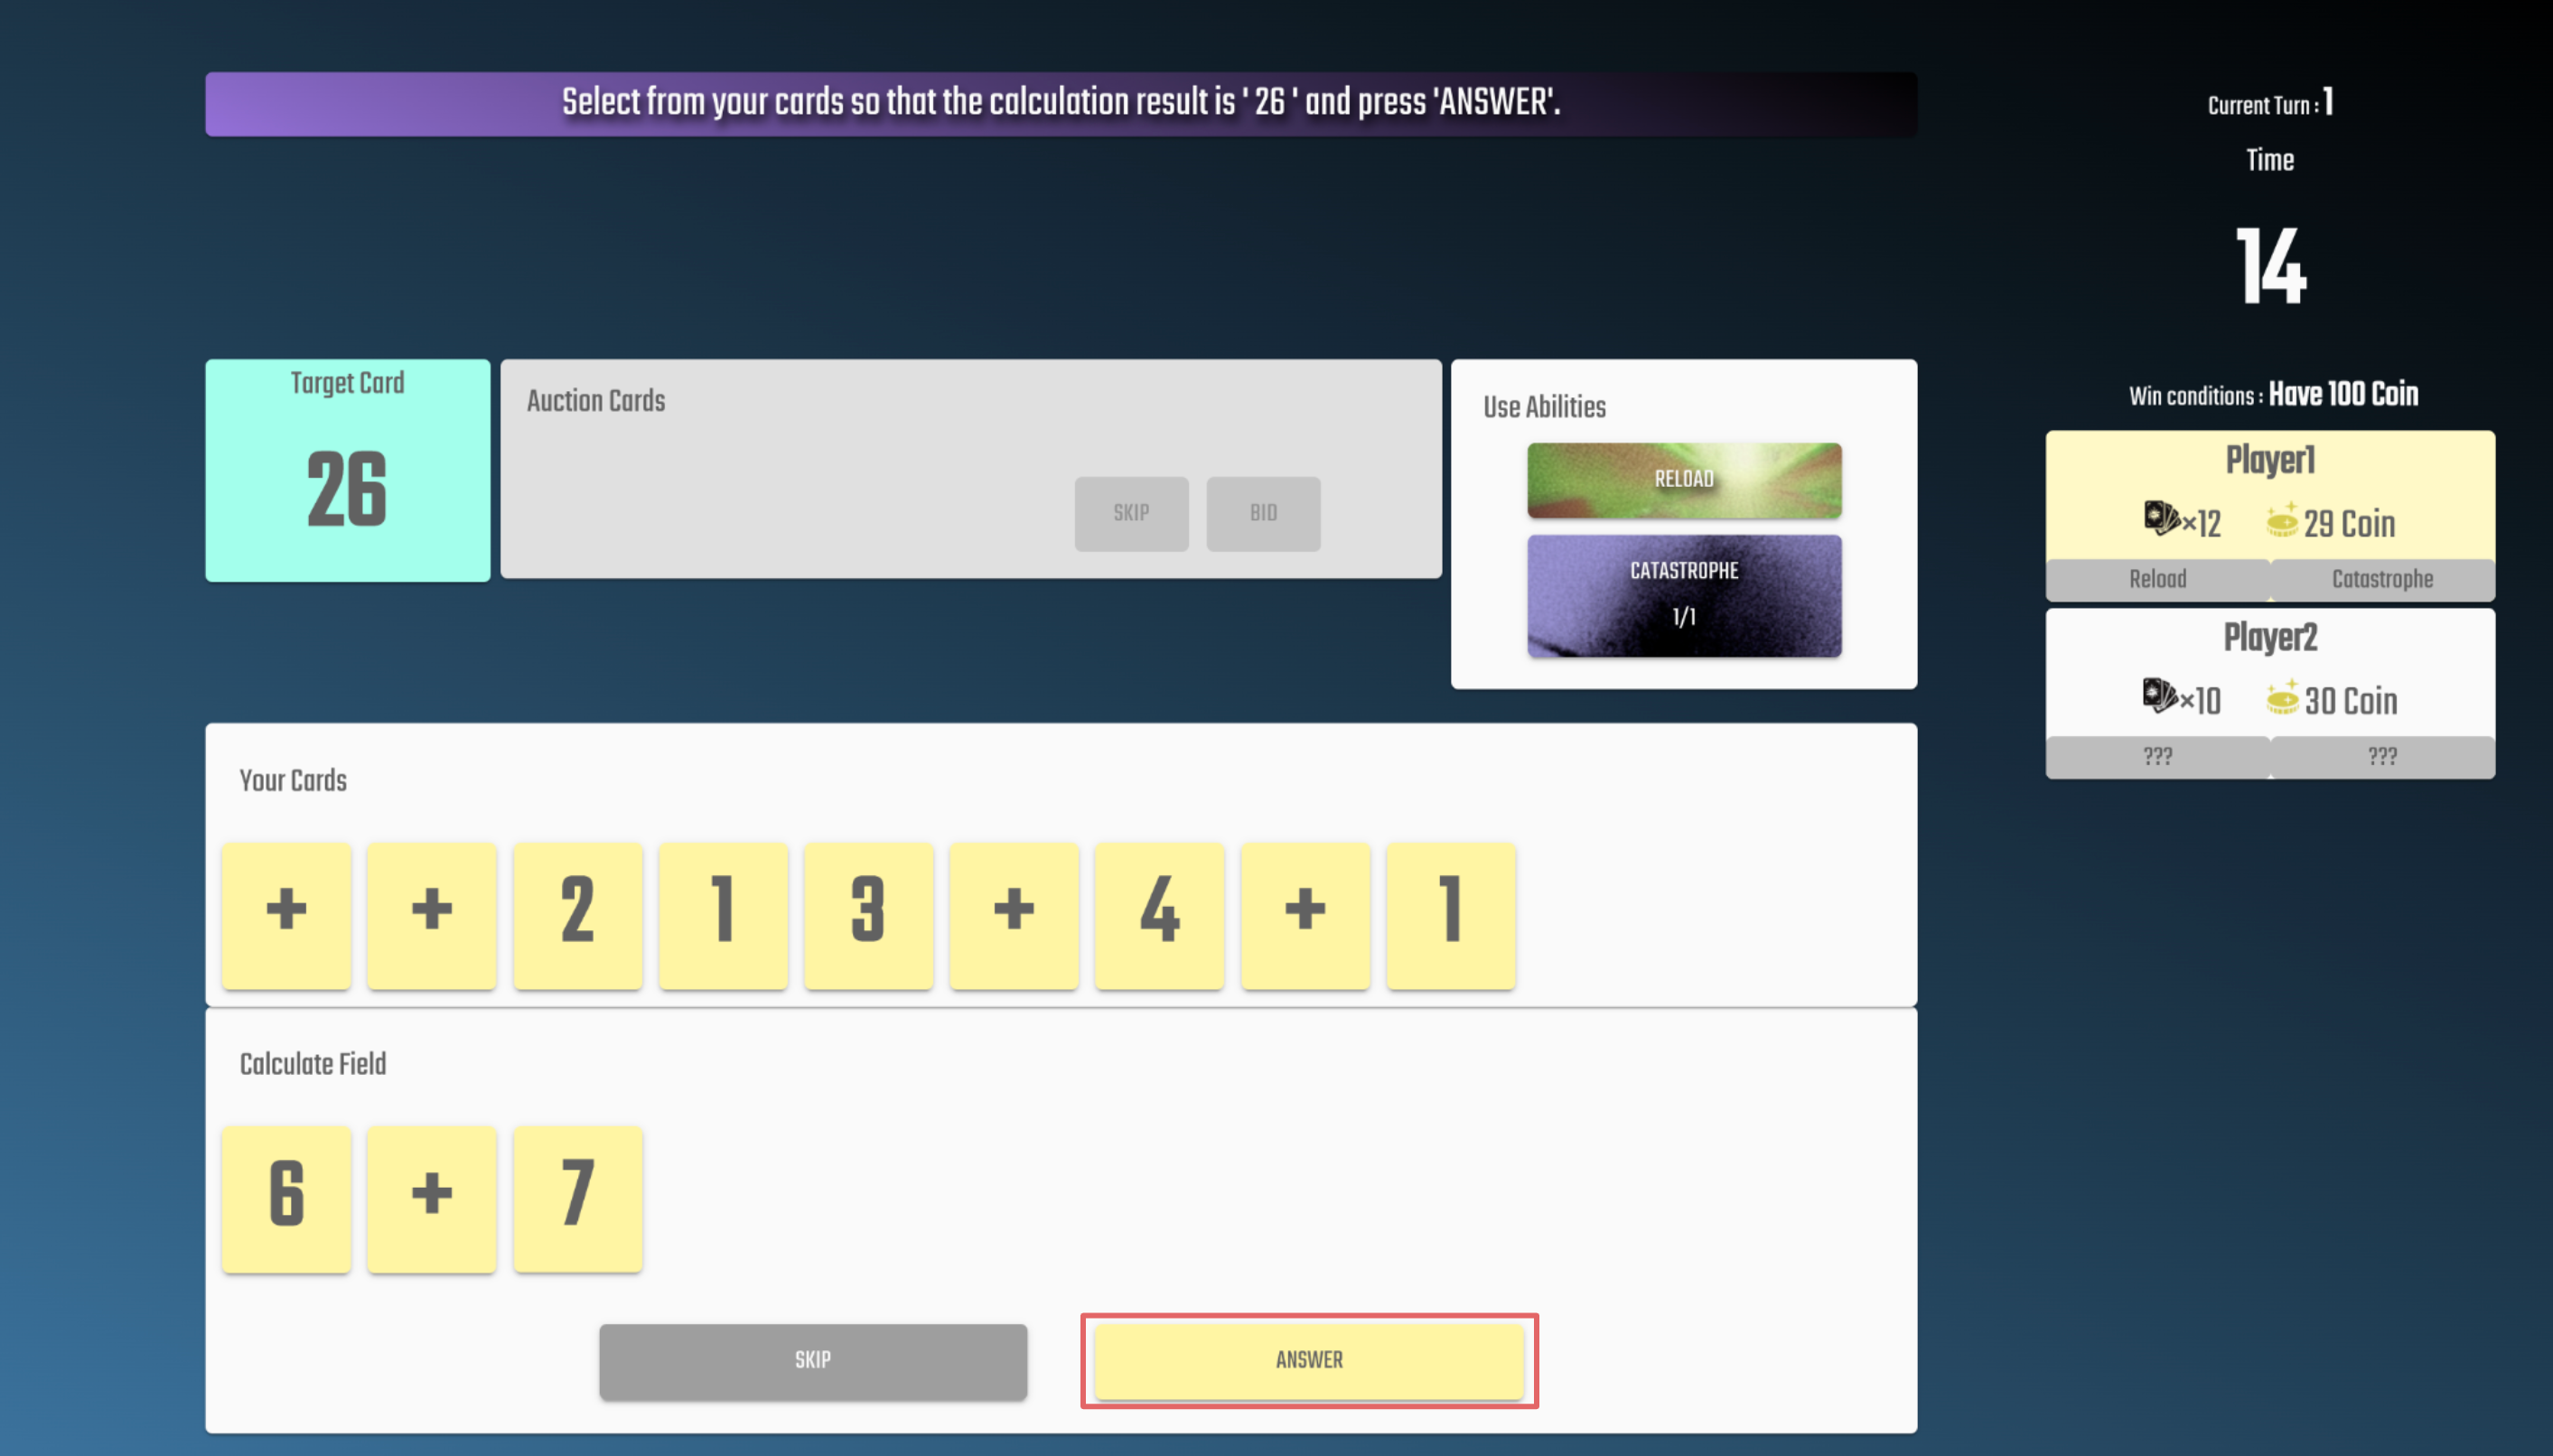 Select from your cards so that the calculation result is ' 26 ' and press 'ANSWER'.
Current Turn : 1
Time
14
Target Card
26
Auction Cards
SKIP
BID
Use Abilities
RELOAD
CATASTROPHE
1/1
Win conditions : Have 100 Coin
Player1
×12
29 Coin
Reload
Catastrophe
Player2
×10
30 Coin
???
???
Your Cards
+ + 2 1 3 + 4 + 1
Calculate Field
6 + 7
SKIP
ANSWER